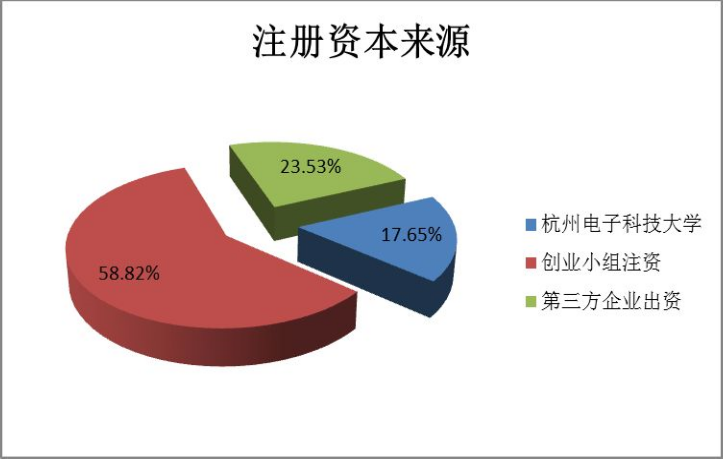 注册资本来源
23.53%
17.65%
58.82%
杭州电子科技大学
创业小组注资
第三方企业出资